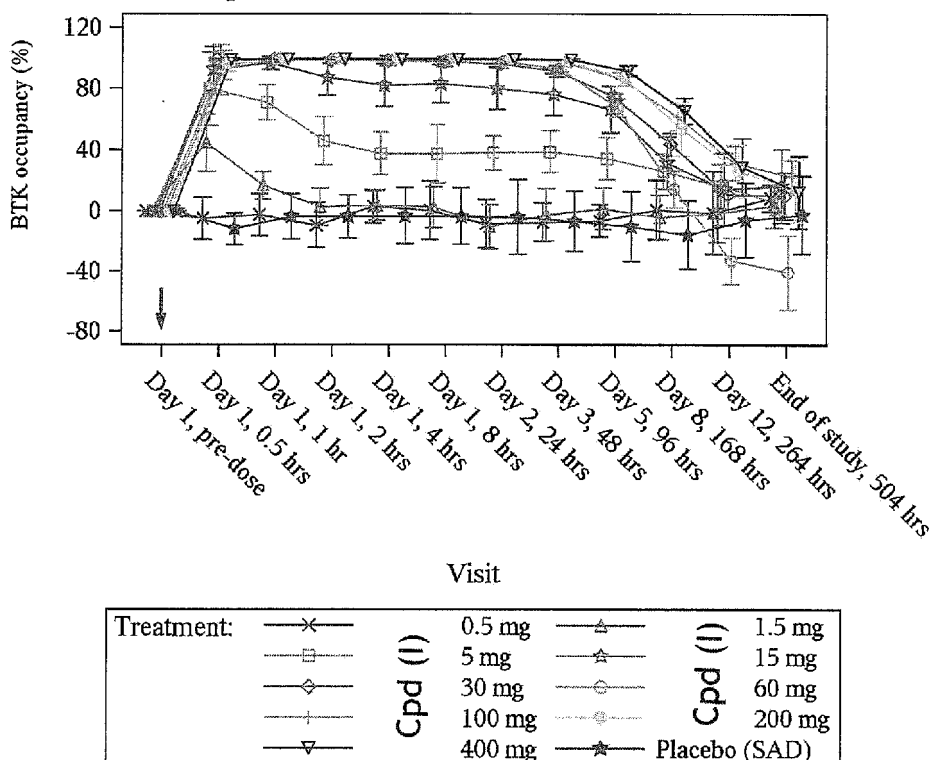 120
80
40
0
-40
-80
BTK occupancy (%)
Day 1, pre-dose
Day 1, 0.5 hrs
Day 1, 1 hr
Day 1, 2 hrs
Day 1, 4 hrs
Day 1, 8 hrs
Day 2, 24 hrs
Day 3, 48 hrs
Day 5, 96 hrs
Day 8, 168 hrs
Day 12, 264 hrs
End of study, 504 hrs
Visit
Treatment:
Cpd (I)
0.5 mg
5 mg
30 mg
100 mg
400 mg
Cpd (I)
1.5 mg
15 mg
60 mg
200 mg
Placebo (SAD)